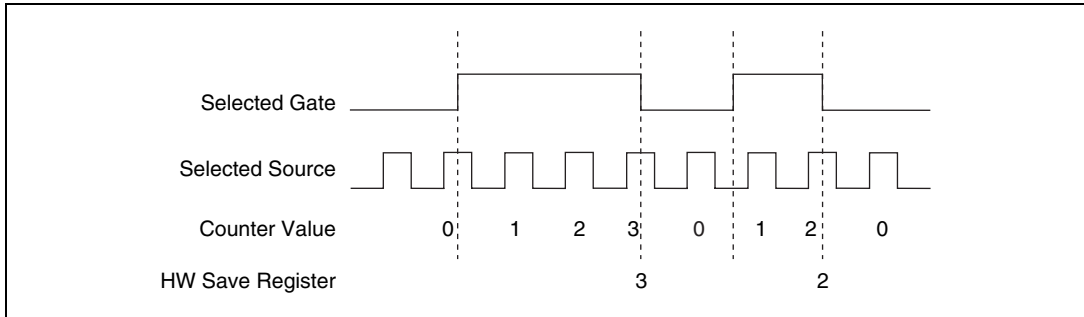 Selected Gate
Selected Source
Counter Value 0 1 2 3 0 1 2 0
HW Save Register 3 2